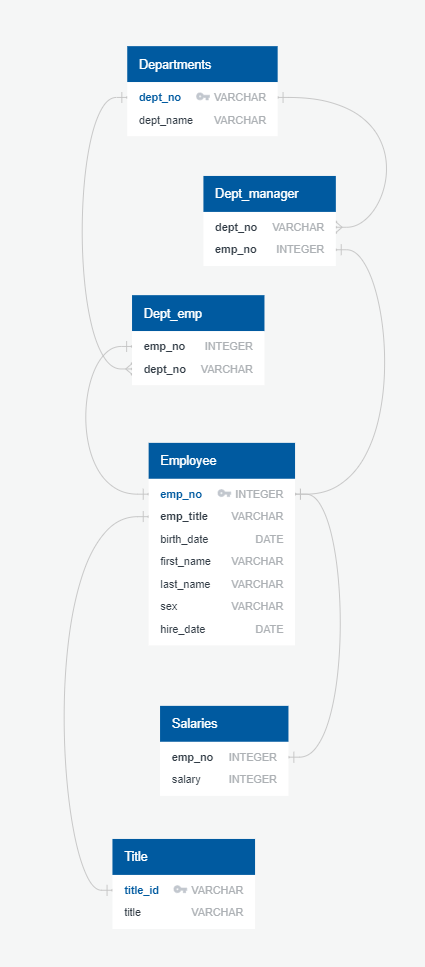 Departments
dept_no VARCHAR
dept_name VARCHAR
Dept_manager
dept_no VARCHAR
emp_no INTEGER
Dept_emp
emp_no INTEGER
dept_no VARCHAR
Employee
emp_no INTEGER
emp_title VARCHAR
birth_date DATE
first_name VARCHAR
last_name VARCHAR
sex VARCHAR
hire_date DATE
Salaries
emp_no INTEGER
salary INTEGER
Title
title_id VARCHAR
title VARCHAR